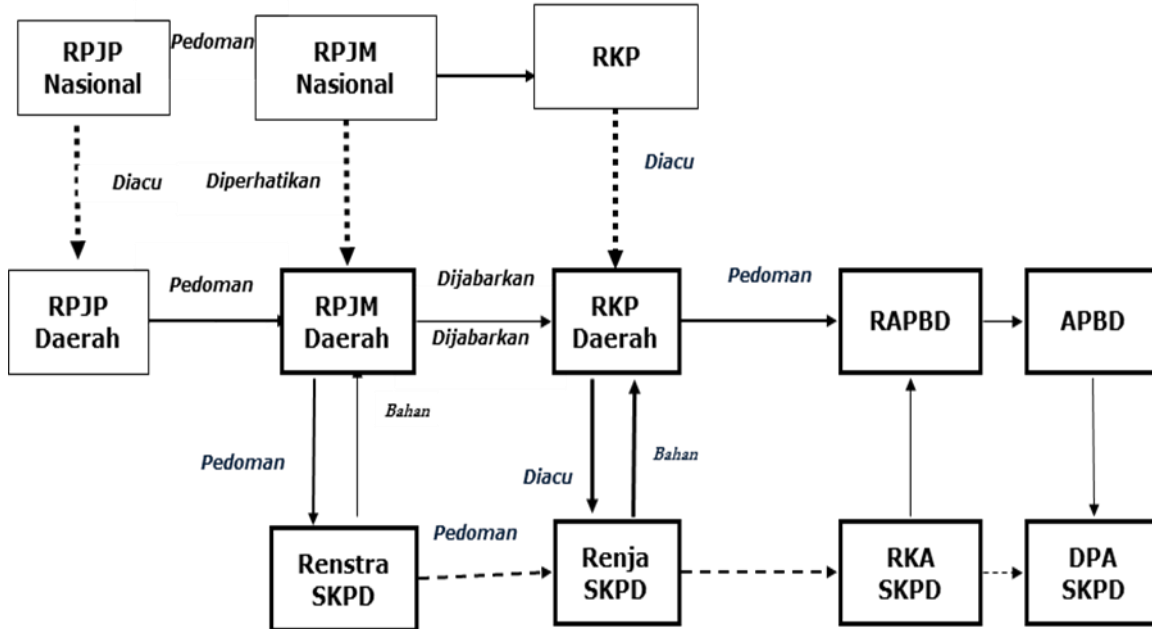 RPJP
Nasional
Pedoman
RPJM
Nasional
RKP
Diacu
Diperhatikan
Diacu
RPJP
Daerah
Pedoman
RPJM
Daerah
Dijabarkan
Dijabarkan
RKP
Daerah
Pedoman
RAPBD
APBD
Pedoman
Bahan
Diacu
Bahan
Renstra
SKPD
Pedoman
Renja
SKPD
RKA
SKPD
DPA
SKPD